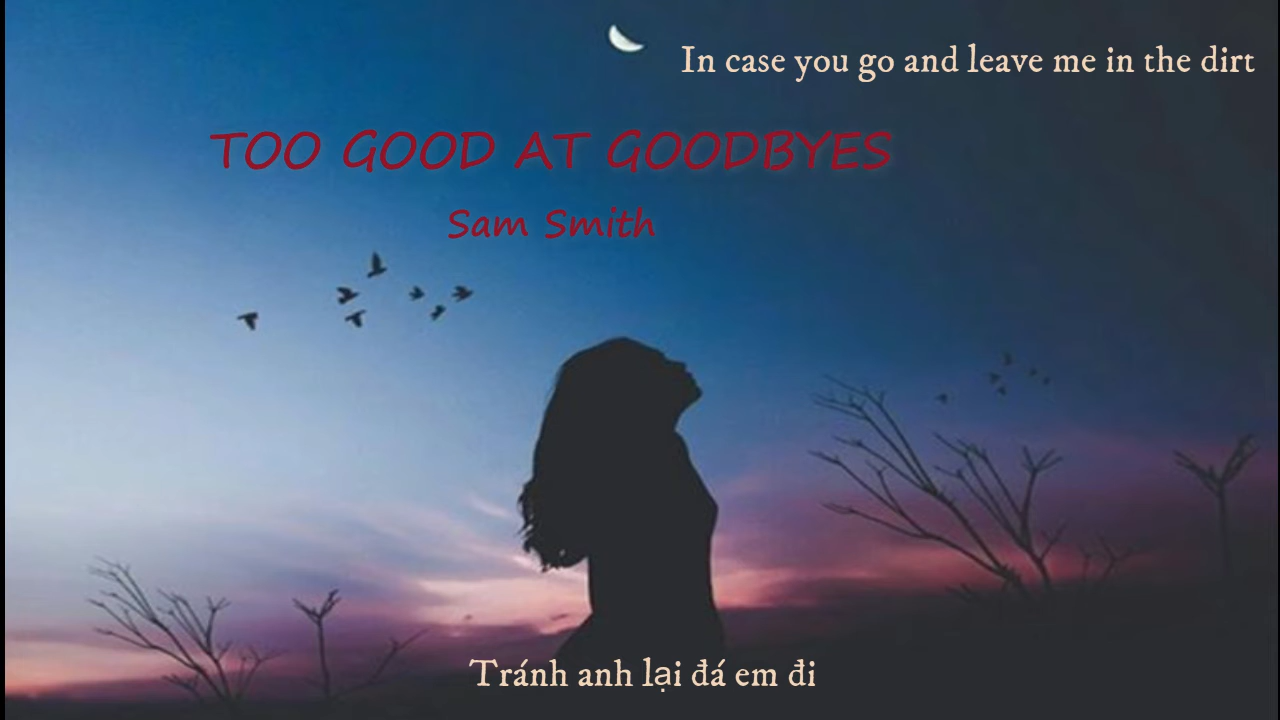 In case you go and leave me in the dirt
TOO GOOD AT GOODBYES
Sam Smith
Tránh anh lại đá em đi